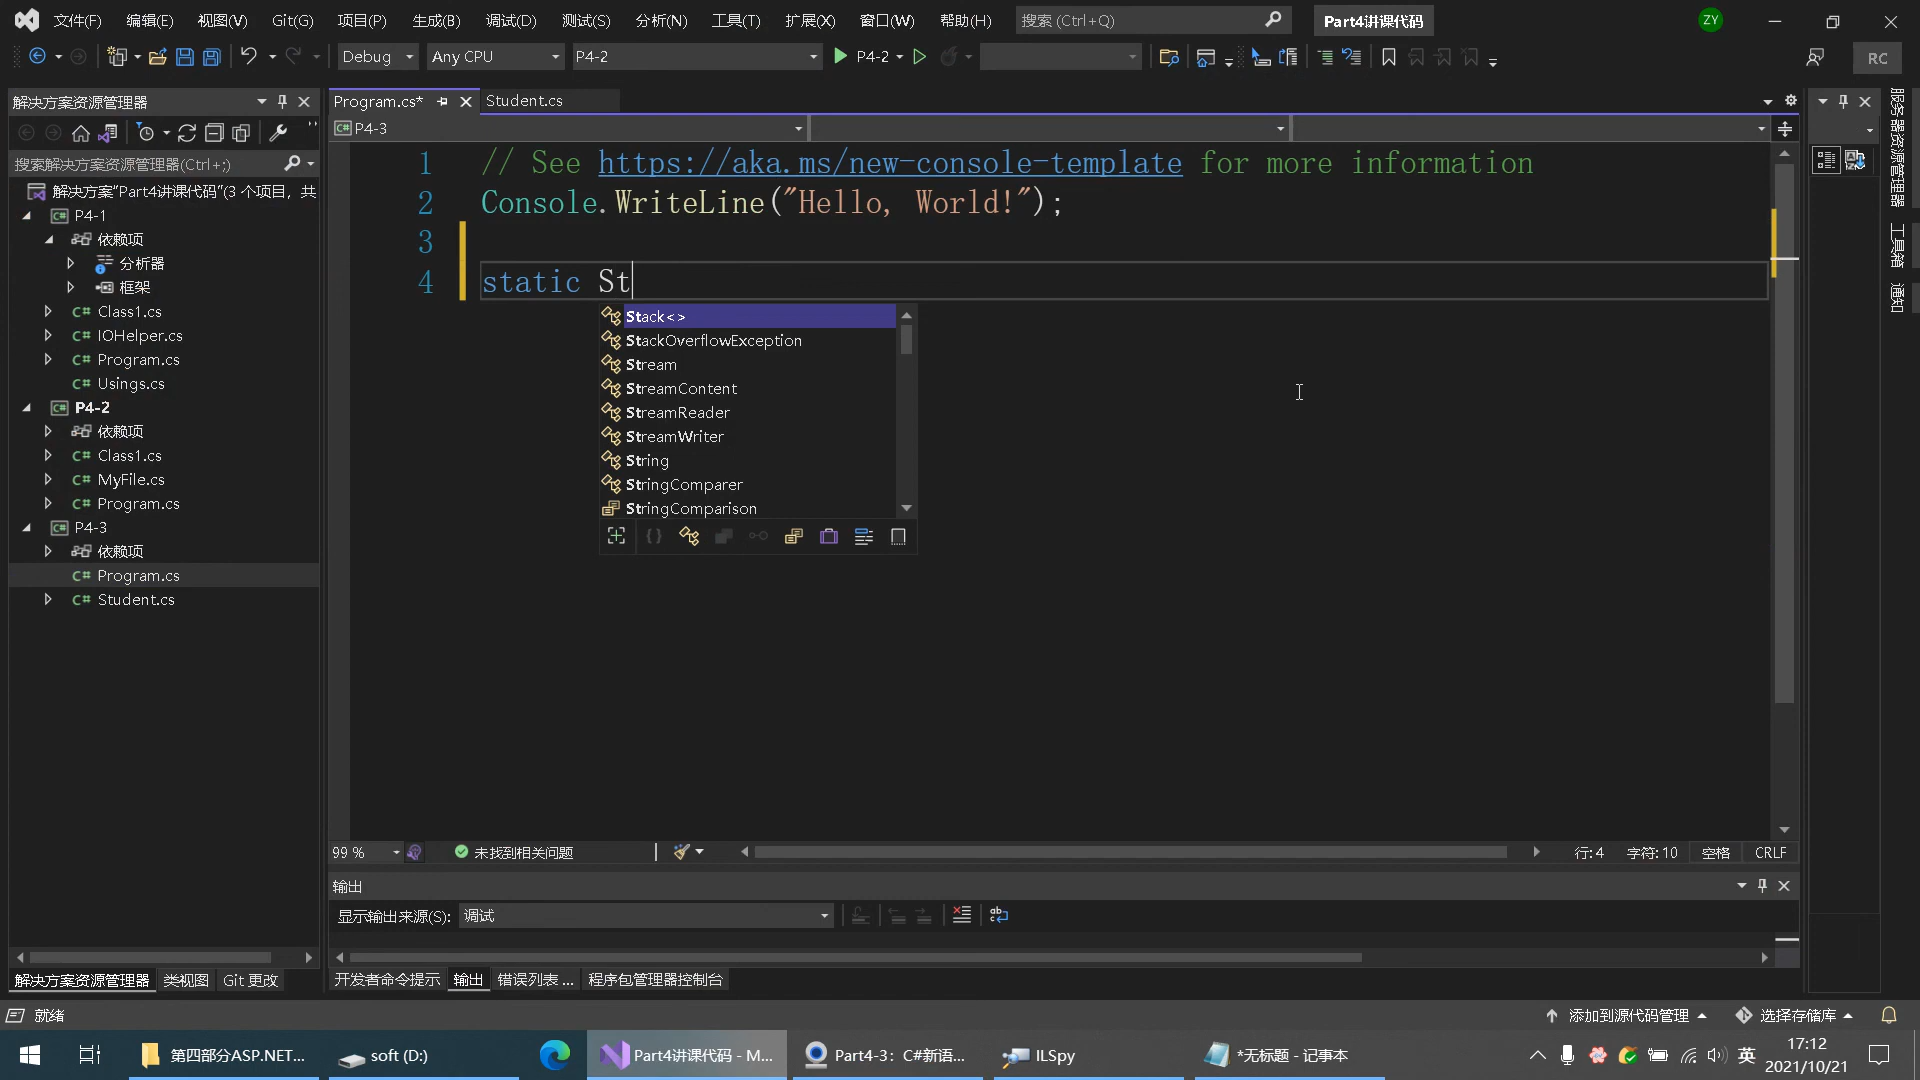 文件(F) 编辑(E) 视图(V) Git(G) 项目(P) 生成(B) 调试(D) 测试(S) 分析(N) 工具(T) 扩展(X) 窗口(W) 帮助(H) 搜索 (Ctrl+Q) Part4讲课代码 ZY
Debug Any CPU P4-2 P4-2 RC
解决方案资源管理器
搜索解决方案资源管理器(Ctrl+;)
解决方案"Part4讲课代码"(3 个项目, 共
P4-1
依赖项
分析器
框架
Class1.cs
IOHelper.cs
Program.cs
Usings.cs
P4-2
依赖项
Class1.cs
MyFile.cs
Program.cs
P4-3
依赖项
Program.cs
Student.cs
解决方案资源管理器 类视图 Git 更改
Program.cs* Student.cs
P4-3
1 // See https://aka.ms/new-console-template for more information
2 Console.WriteLine("Hello, World!");
3
4 static St
Stack<>
StackOverflowException
Stream
StreamContent
StreamReader
StreamWriter
String
StringComparer
StringComparison
99 % 未找到相关问题 行: 4 字符: 10 空格 CRLF
输出
显示输出来源(S): 调试
开发者命令提示 输出 错误列表 ... 程序包管理器控制台
服务器资源管理器
工具箱
通知
就绪 添加到源代码管理 选择存储库
第四部分ASP.NET... soft (D:) Part4讲课代码 - M... Part4-3：C#新语... ILSpy *无标题 - 记事本 英 17:12
2021/10/21